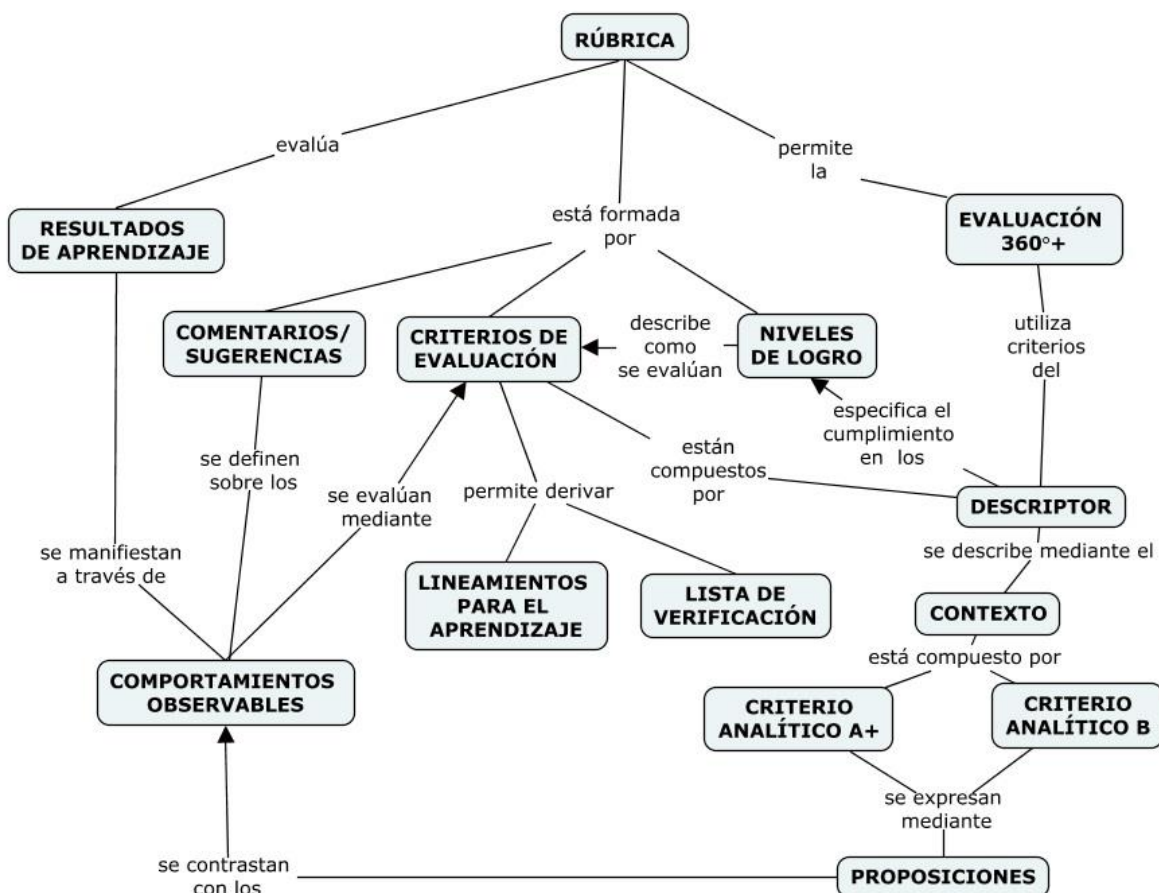 RÚBRICA
evalúa
permite
la
RESULTADOS
DE APRENDIZAJE
está formada
por
EVALUACIÓN
360°+
COMENTARIOS/
SUGERENCIAS
CRITERIOS DE
EVALUACIÓN
describe
como
se evalúan
NIVELES
DE LOGRO
utiliza
criterios
del
especifica el
cumplimiento
en los
se definen
sobre los
se evalúan
mediante
permite derivar
están
compuestos
por
DESCRIPTOR
se manifiestan
a través de
LINEAMIENTOS
PARA EL
APRENDIZAJE
LISTA DE
VERIFICACIÓN
se describe mediante el
CONTEXTO
está compuesto por
COMPORTAMIENTOS
OBSERVABLES
CRITERIO
ANALÍTICO A+
CRITERIO
ANALÍTICO B
se expresan
mediante
se contrastan
con los
PROPOSICIONES